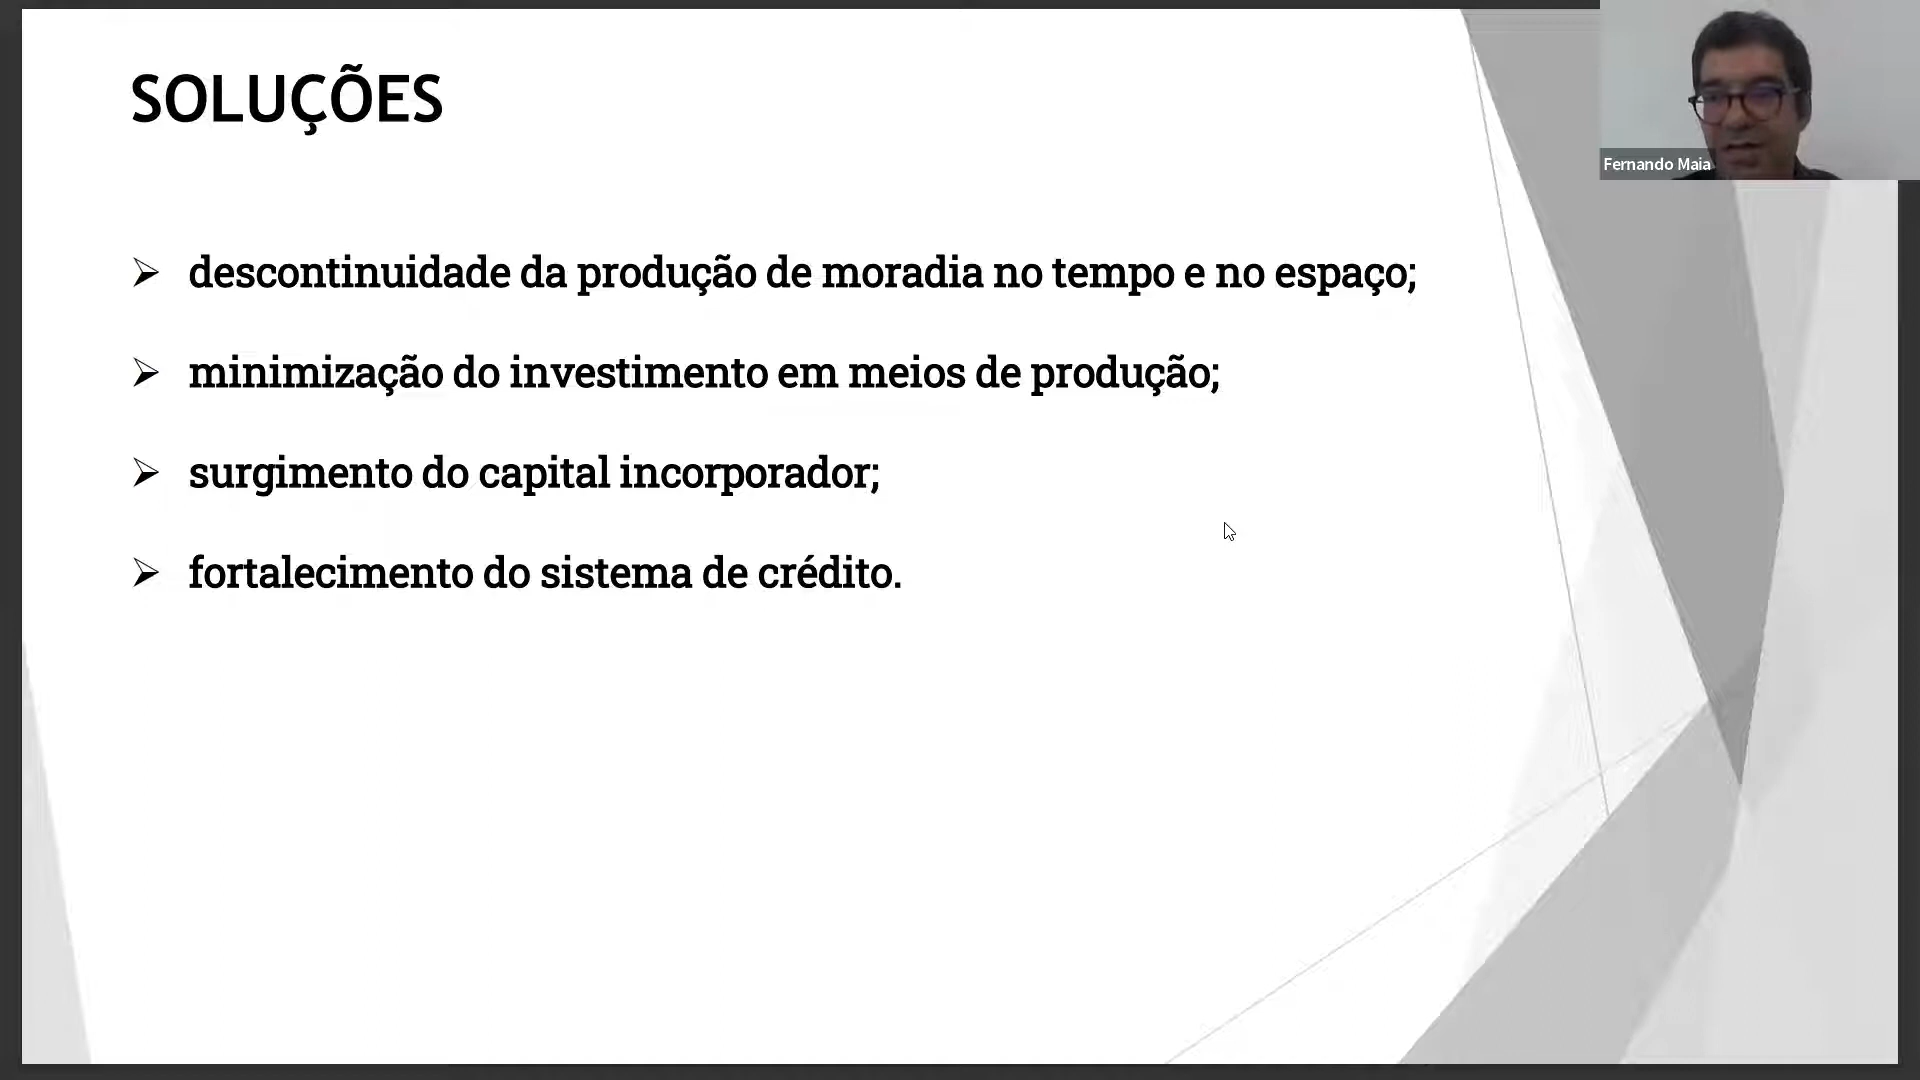 SOLUÇÕES
Fernando Maia
descontinuidade da produção de moradia no tempo e no espaço;
minimização do investimento em meios de produção;
surgimento do capital incorporador;
fortalecimento do sistema de crédito.